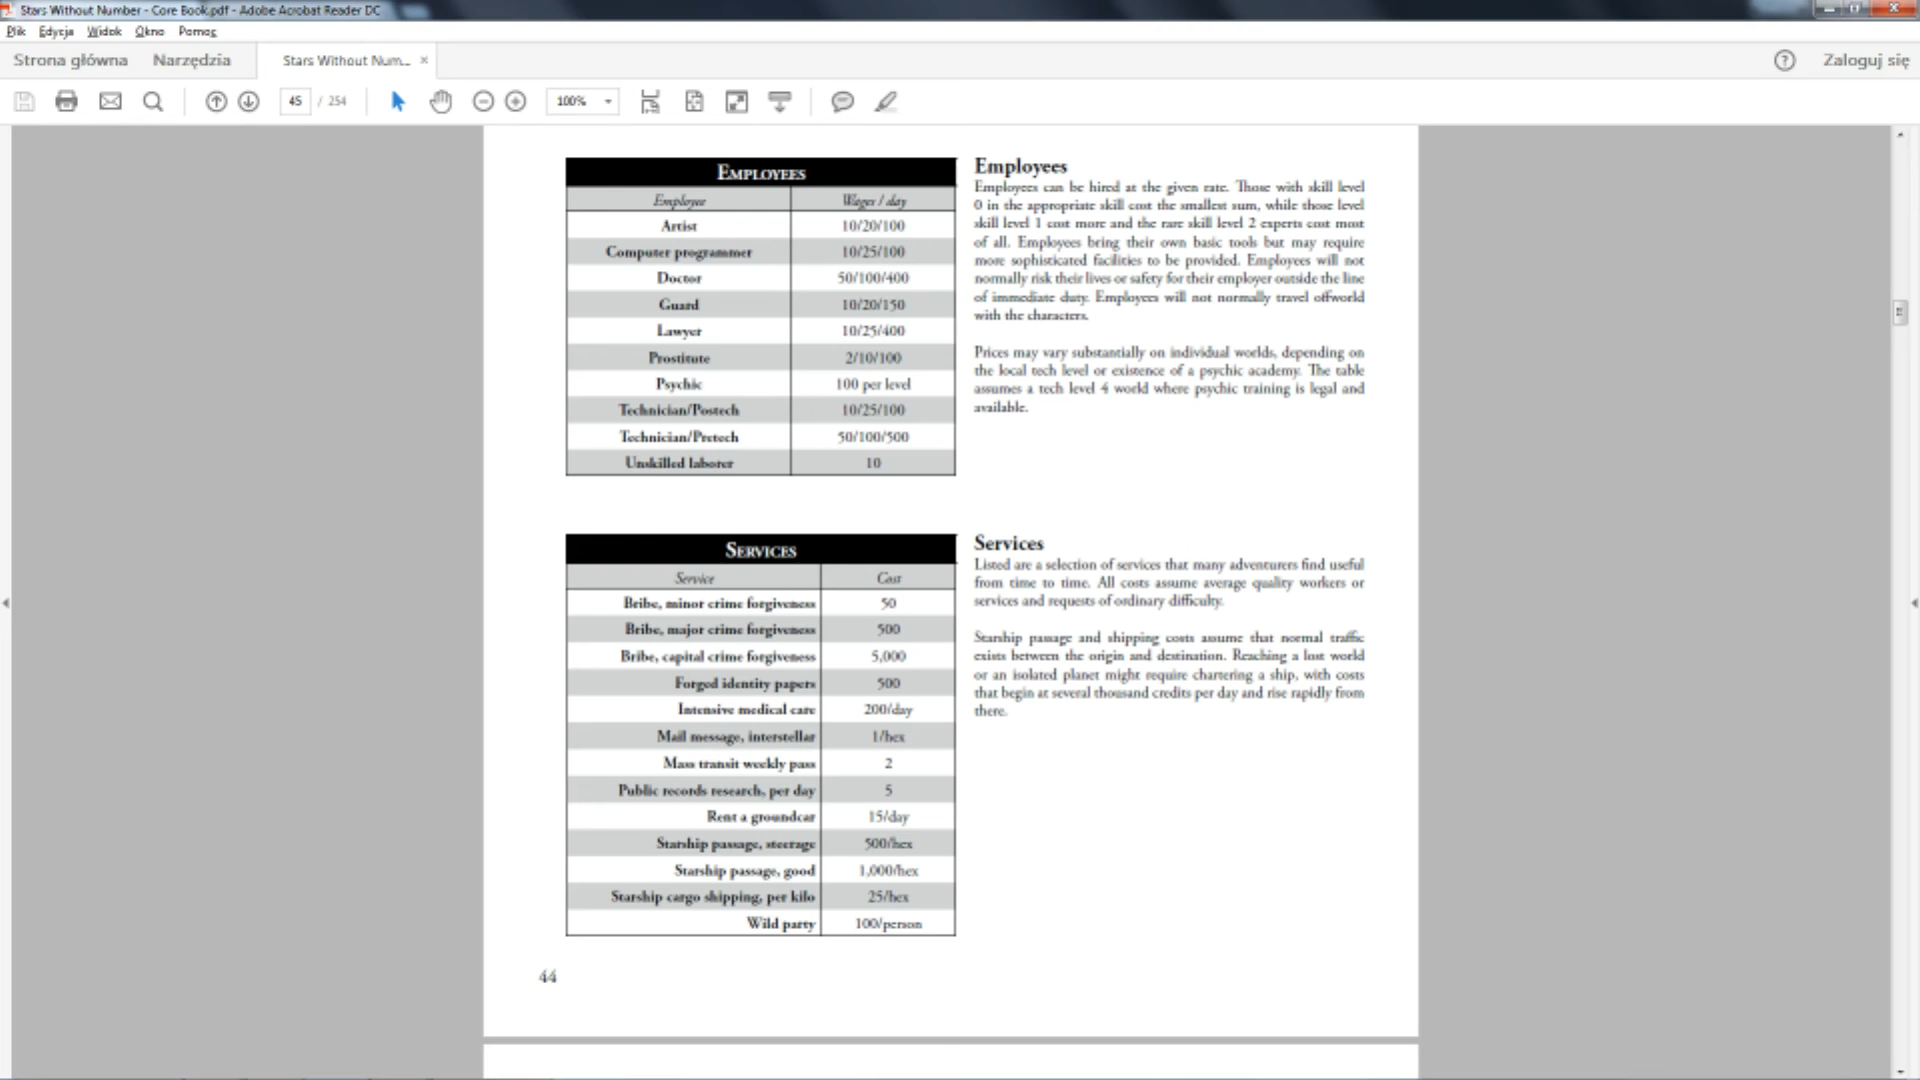 Stars Without Number - Core Book.pdf - Adobe Acrobat Reader DC
Plik Edycja Widok Okno Pomoc
Strona główna Narzędzia Stars Without Num... × Zaloguj się
45 / 254 100%
EMPLOYEES
Employee Wages / day
Artist 10/20/100
Computer programmer 10/25/100
Doctor 50/100/400
Guard 10/20/150
Lawyer 10/25/400
Prostitute 2/10/100
Psychic 100 per level
Technician/Postech 10/25/100
Technician/Pretech 50/100/500
Unskilled laborer 10
Employees
Employees can be hired at the given rate. Those with skill level
0 in the appropriate skill cost the smallest sum, while those level
skill level 1 cost more and the rare skill level 2 experts cost most
of all. Employees bring their own basic tools but may require
more sophisticated facilities to be provided. Employees will not
normally risk their lives or safety for their employer outside the line
of immediate duty. Employees will not normally travel offworld
with the characters.
Prices may vary substantially on individual worlds, depending on
the local tech level or existence of a psychic academy. The table
assumes a tech level 4 world where psychic training is legal and
available.
SERVICES
Service Cost
Bribe, minor crime forgiveness 50
Bribe, major crime forgiveness 500
Bribe, capital crime forgiveness 5,000
Forged identity papers 500
Intensive medical care 200/day
Mail message, interstellar 1/hex
Mass transit weekly pass 2
Public records research, per day 5
Rent a groundcar 15/day
Starship passage, steerage 500/hex
Starship passage, good 1,000/hex
Starship cargo shipping, per kilo 25/hex
Wild party 100/person
Services
Listed are a selection of services that many adventurers find useful
from time to time. All costs assume average quality workers or
services and requests of ordinary difficulty.
Starship passage and shipping costs assume that normal traffic
exists between the origin and destination. Reaching a lost world
or an isolated planet might require chartering a ship, with costs
that begin at several thousand credits per day and rise rapidly from
there.
44